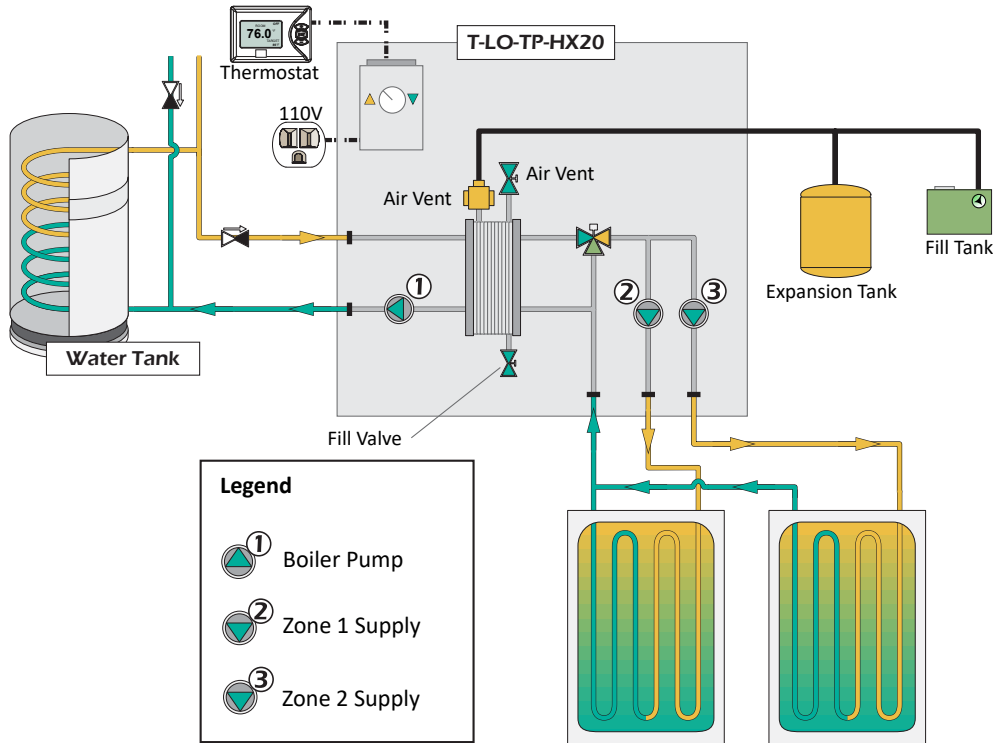 T-LO-TP-HX20
76.0°
Thermostat
110V
Air Vent
Air Vent
Fill Tank
Expansion Tank
1
2
3
Water Tank
Fill Valve
Legend
1
Boiler Pump
2
Zone 1 Supply
3
Zone 2 Supply